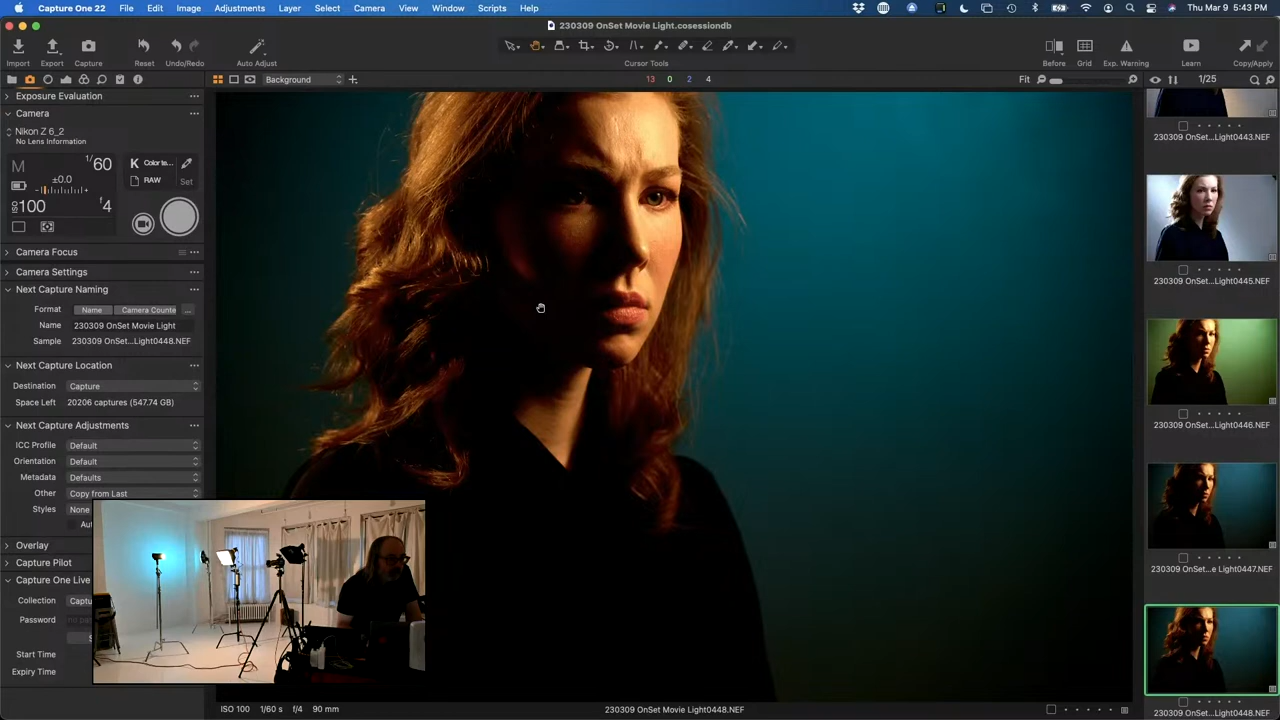 Capture One 22 File Edit Image Adjustments Layer Select Camera View Window Scripts Help Thu Mar 9 5:43 PM
230309 OnSet Movie Light.cosessiondb
Import Export Capture Reset Undo/Redo Auto Adjust Cursor Tools Before Grid Exp. Warning Learn Copy/Apply
Background 13 0 2 4 Fit 1/25
Exposure Evaluation
Camera
Nikon Z 6_2
No Lens Information
M 1/60 K Color te...
±0.0 RAW Set
ISO 100 f4
Camera Focus
Camera Settings
Next Capture Naming
Format Name Camera Counte ...
Name 230309 OnSet Movie Light
Sample 230309 OnSet...Light0448.NEF
Next Capture Location
Destination Capture
Space Left 20206 captures (547.74 GB)
Next Capture Adjustments
ICC Profile Default
Orientation Default
Metadata Defaults
Other Copy from Last
Styles None
Aut
Overlay
Capture Pilot
Capture One Live
Collection Captu
Password
S
Start Time
Expiry Time
230309 OnSet...Light0443.NEF
230309 OnSet...Light0445.NEF
230309 OnSet...Light0446.NEF
230309 OnSet...e Light0447.NEF
230309 OnSet...Light0448.NEF
ISO 100 1/60 s f/4 90 mm 230309 OnSet Movie Light0448.NEF